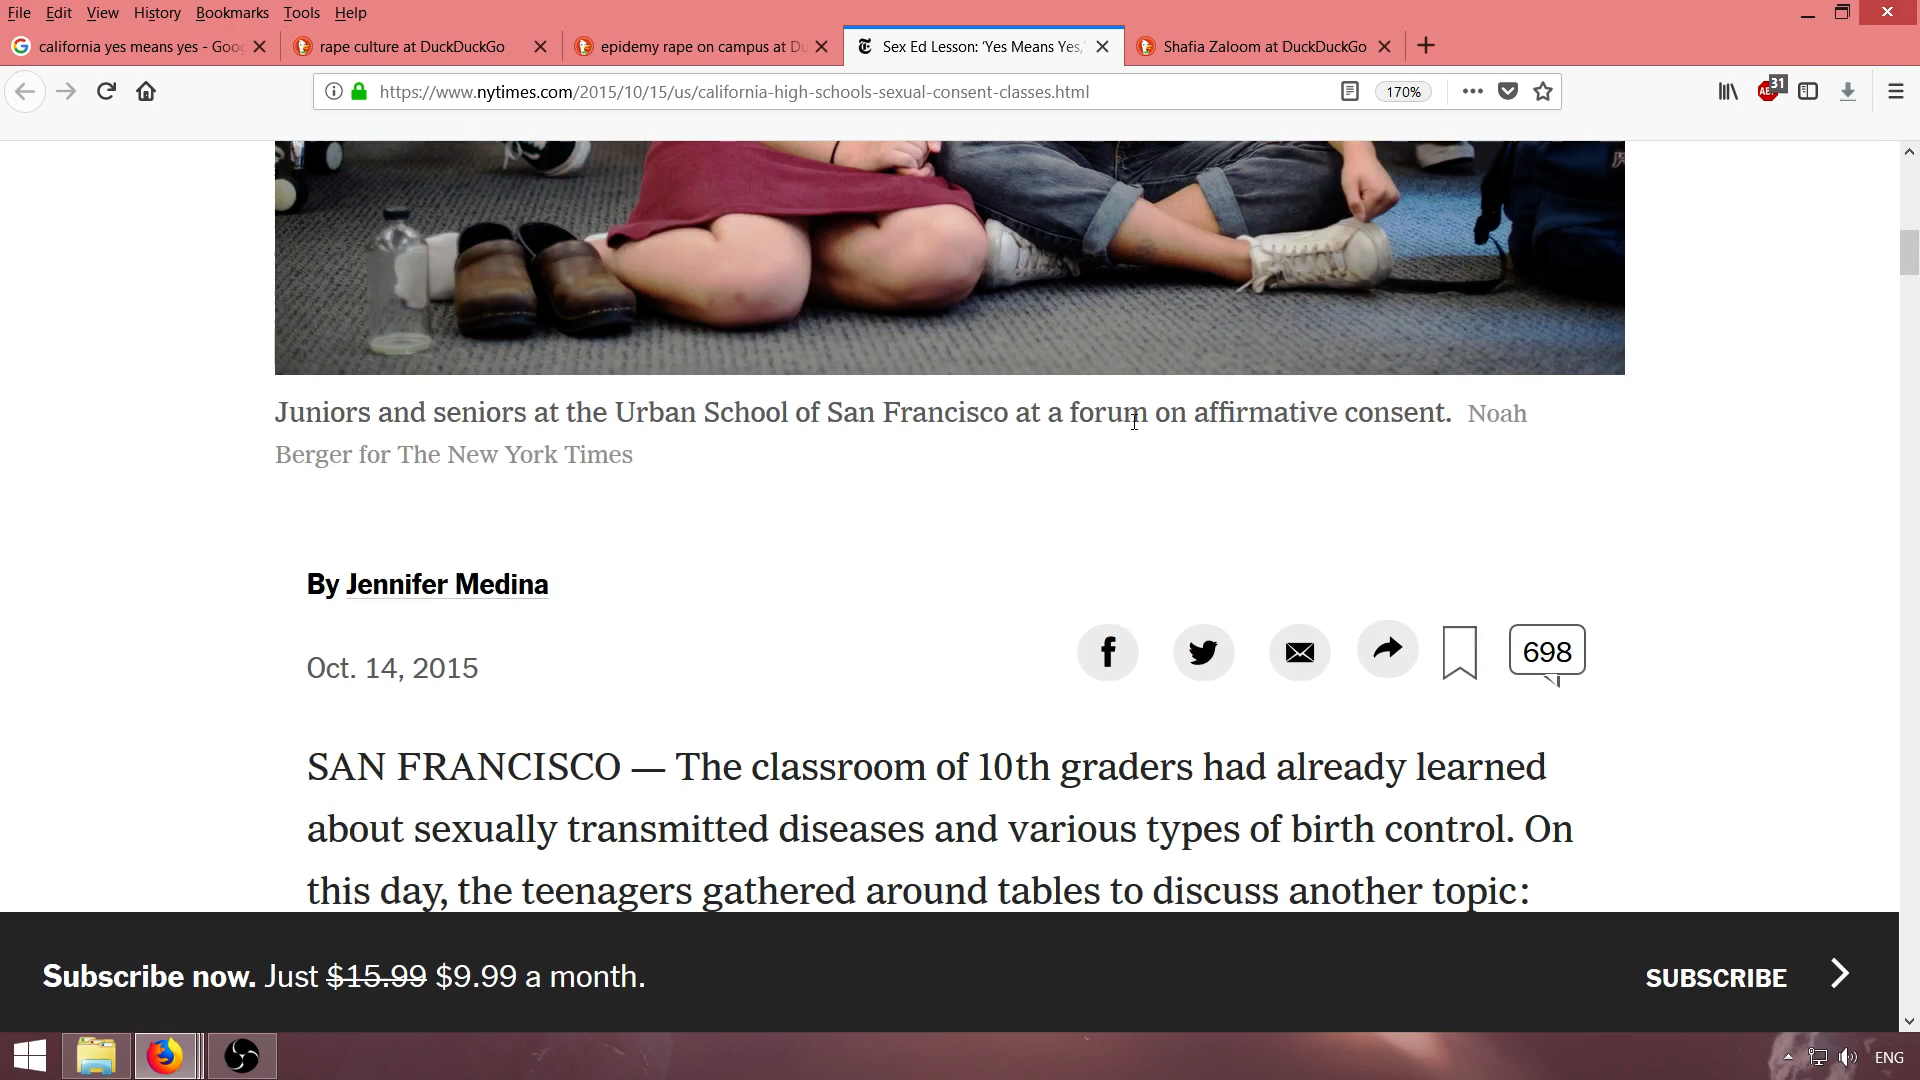 File Edit View History Bookmarks Tools Help
california yes means yes - Goo
rape culture at DuckDuckGo
epidemy rape on campus at Du
Sex Ed Lesson: 'Yes Means Yes,'
Shafia Zaloom at DuckDuckGo
https://www.nytimes.com/2015/10/15/us/california-high-schools-sexual-consent-classes.html
170%
ABP
31
Juniors and seniors at the Urban School of San Francisco at a forum on affirmative consent. Noah
Berger for The New York Times
By Jennifer Medina
Oct. 14, 2015
698
SAN FRANCISCO — The classroom of 10th graders had already learned
about sexually transmitted diseases and various types of birth control. On
this day, the teenagers gathered around tables to discuss another topic:
Subscribe now. Just $15.99 $9.99 a month.
SUBSCRIBE
ENG